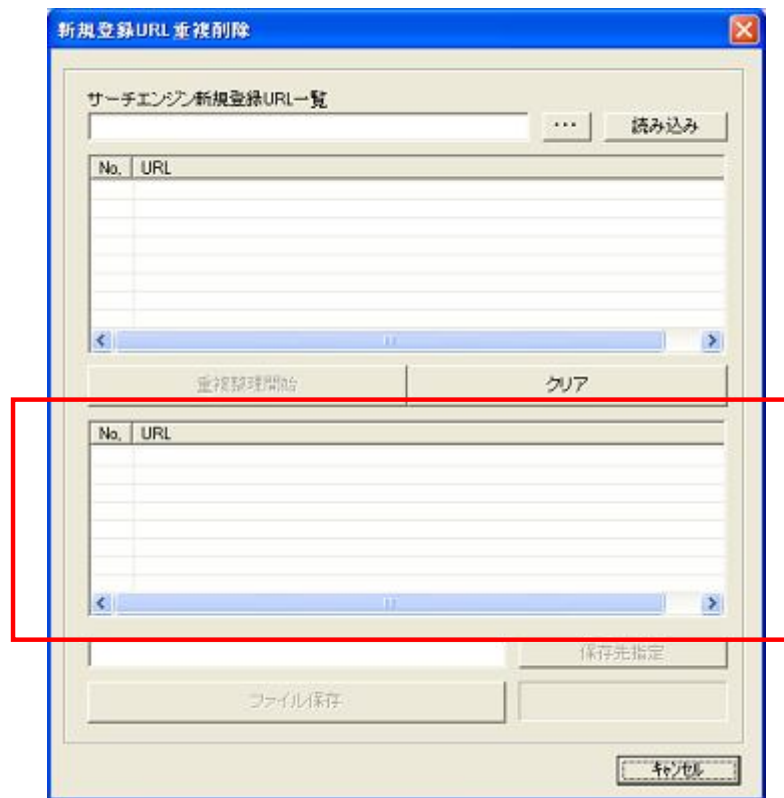 新規登録URL重複削除
サーチエンジン新規登録URL一覧
... 読み込み
No. URL
重複整理開始 クリア
No. URL
保存先指定
ファイル保存
キャンセル